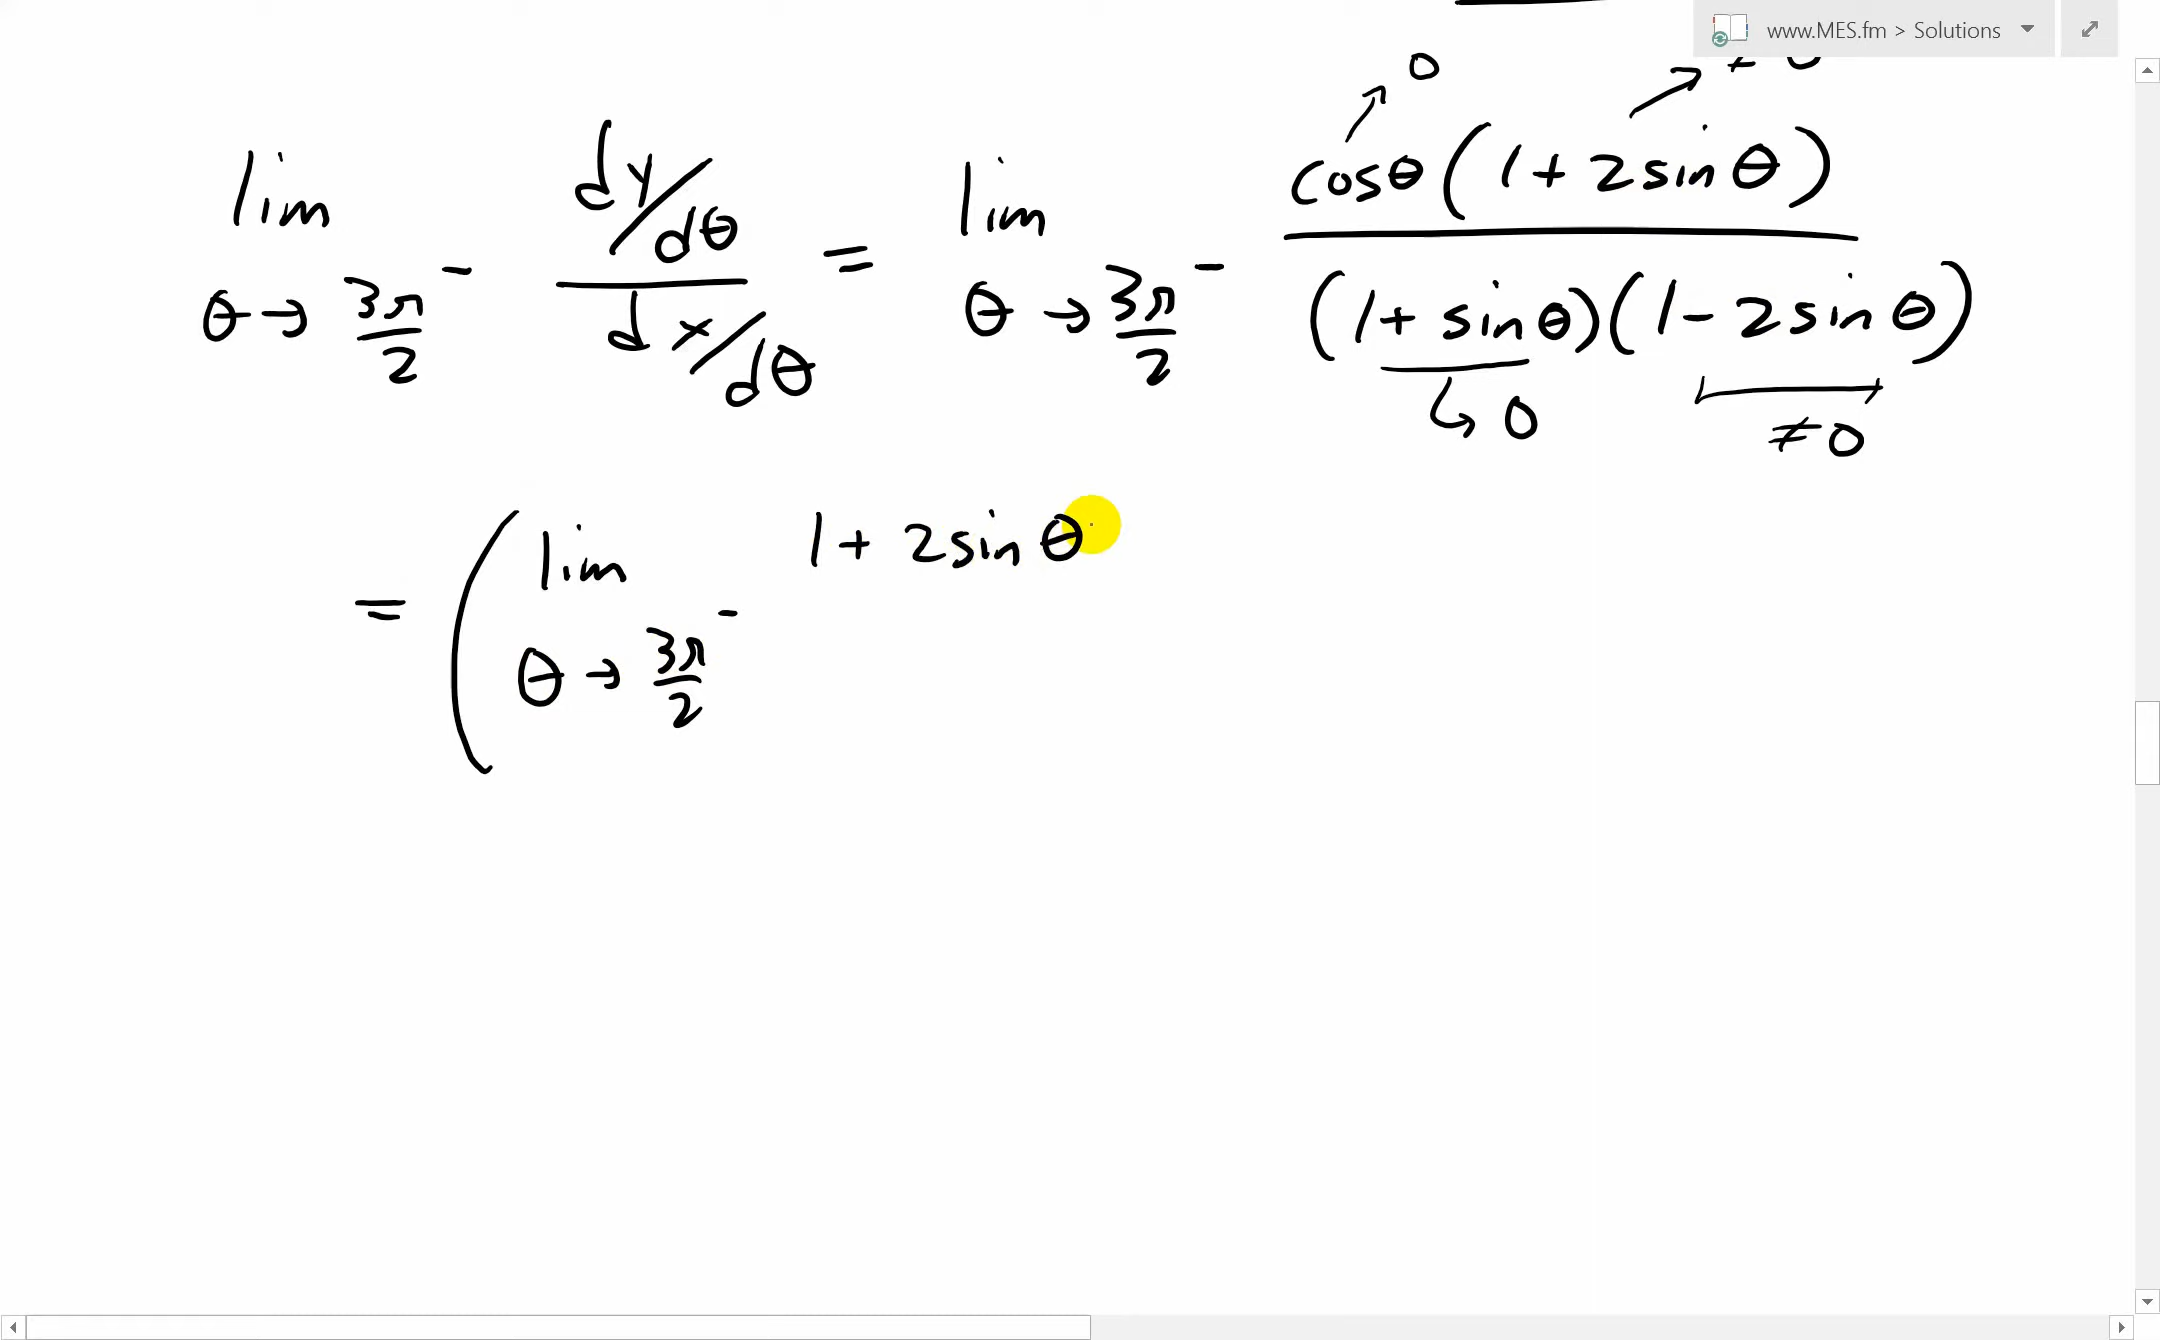 www.MES.fm > Solutions
0 ≠ 0
lim θ→3π/2⁻ (dy/dθ)/(dx/dθ) = lim θ→3π/2⁻ cosθ(1+2sinθ)/((1+sinθ)(1-2sinθ))
↳ 0 ≠ 0
= ( lim θ→3π/2⁻ 1+2sinθ